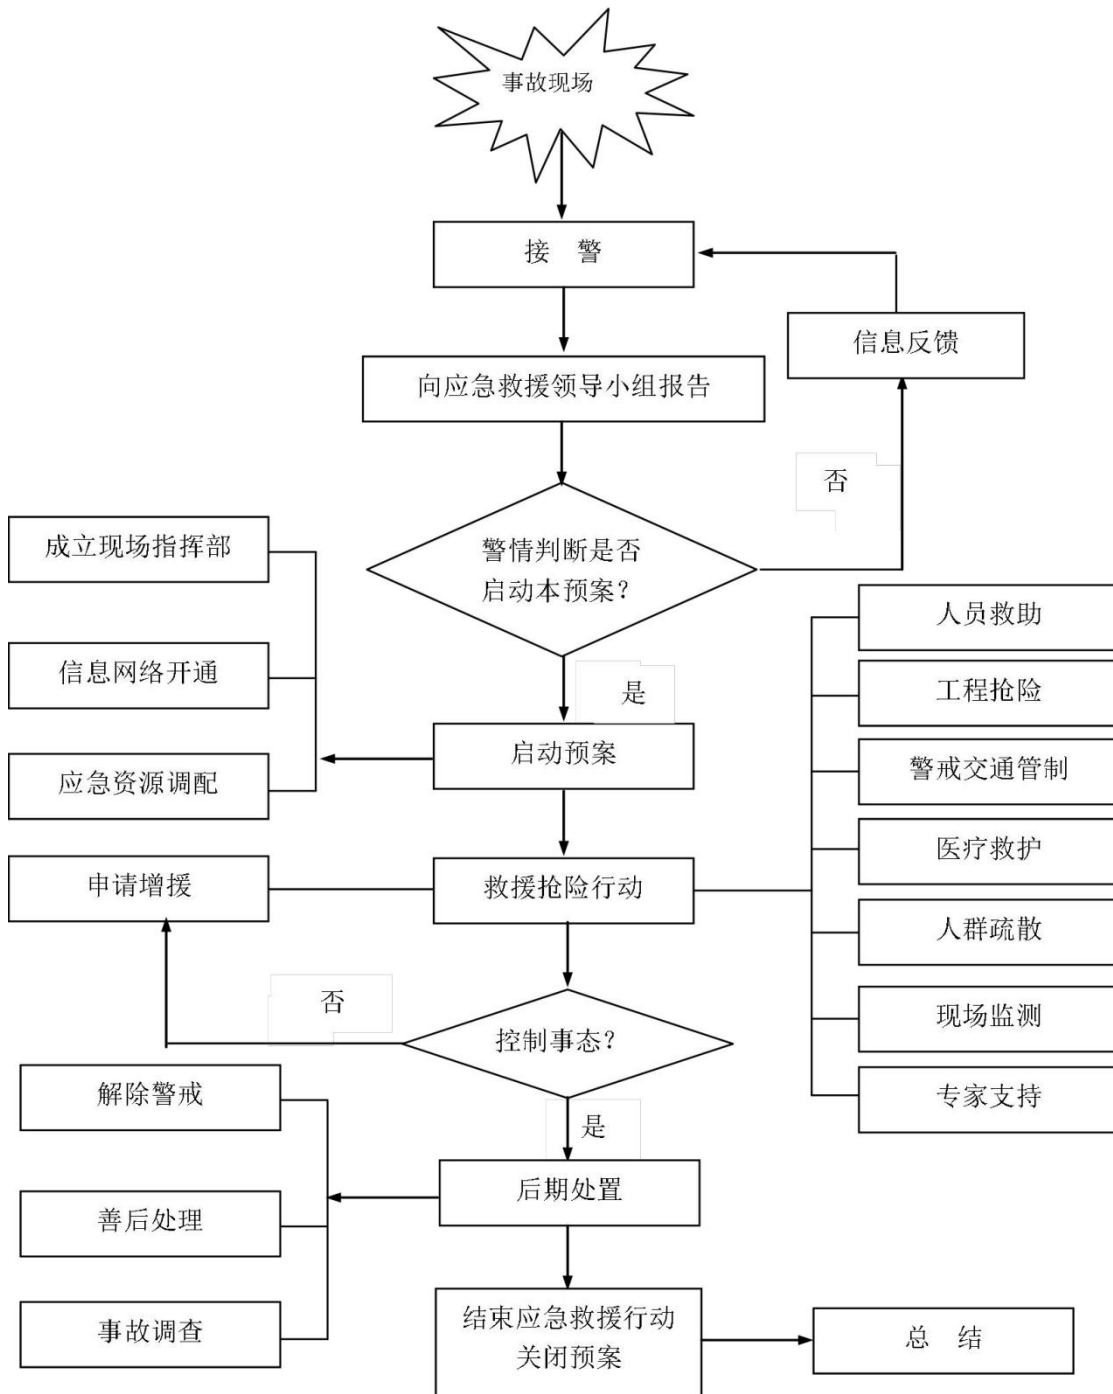 事故现场
接 警
信息反馈
向应急救援领导小组报告
否
警情判断是否
启动本预案？
成立现场指挥部
信息网络开通
应急资源调配
是
启动预案
人员救助
工程抢险
警戒交通管制
医疗救护
人群疏散
现场监测
专家支持
申请增援
救援抢险行动
否
控制事态？
是
解除警戒
善后处理
事故调查
后期处置
结束应急救援行动
关闭预案
总 结